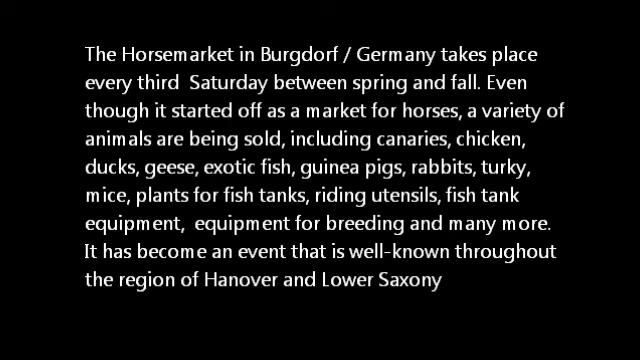 The Horsemarket in Burgdorf / Germany takes place
every third  Saturday between spring and fall. Even
though it started off as a market for horses, a variety of
animals are being sold, including canaries, chicken,
ducks, geese, exotic fish, guinea pigs, rabbits, turky,
mice, plants for fish tanks, riding utensils, fish tank
equipment,  equipment for breeding and many more.
It has become an event that is well-known throughout
the region of Hanover and Lower Saxony